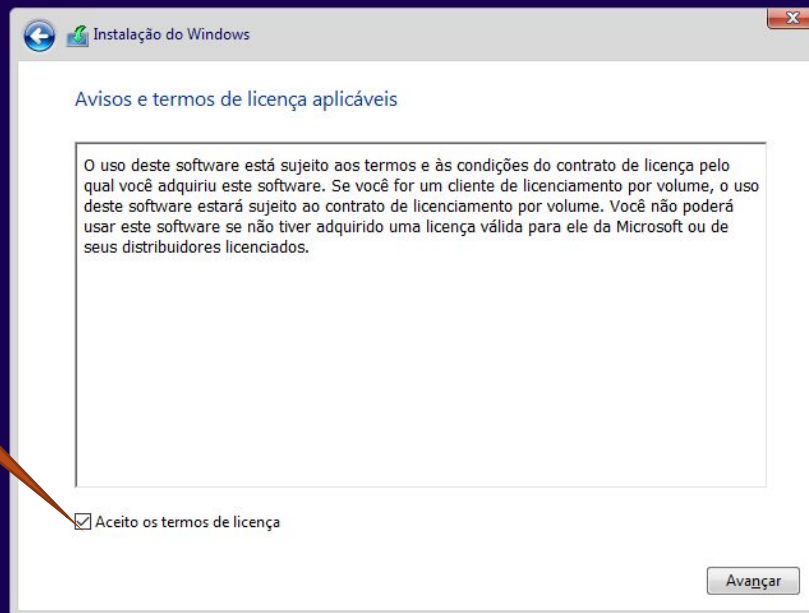 Instalação do Windows
Avisos e termos de licença aplicáveis
O uso deste software está sujeito aos termos e às condições do contrato de licença pelo
qual você adquiriu este software. Se você for um cliente de licenciamento por volume, o uso
deste software estará sujeito ao contrato de licenciamento por volume. Você não poderá
usar este software se não tiver adquirido uma licença válida para ele da Microsoft ou de
seus distribuidores licenciados.
Aceito os termos de licença
Avançar